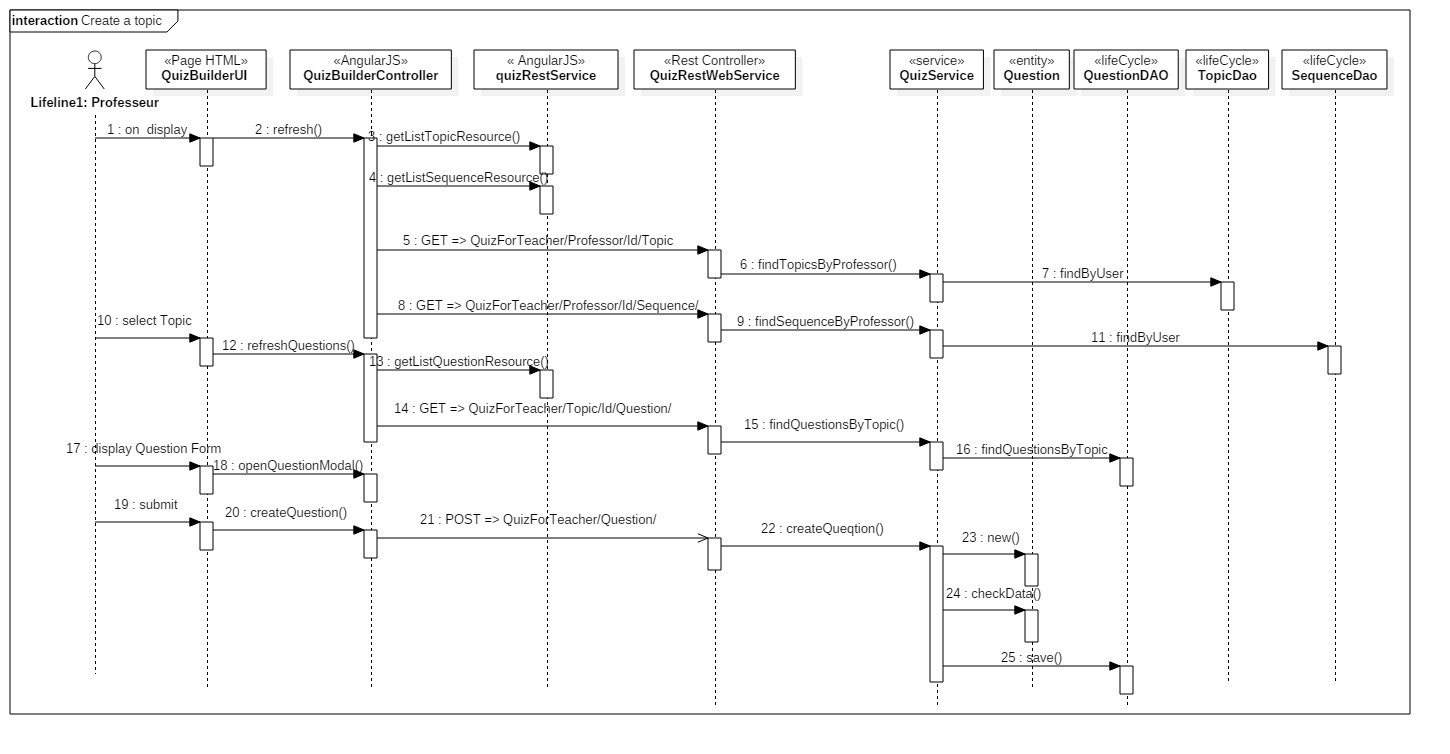 interaction Create a topic
«Page HTML»
QuizBuilderUI
«AngularJS»
QuizBuilderController
« AngularJS»
quizRestService
«Rest Controller»
QuizRestWebService
«service»
QuizService
«entity»
Question
«lifeCycle»
QuestionDAO
«lifeCycle»
TopicDao
«lifeCycle»
SequenceDao
Lifeline1: Professeur
1 : on display
2 : refresh()
3 : getListTopicResource()
4 : getListSequenceResource()
5 : GET => QuizForTeacher/Professor/Id/Topic
6 : findTopicsByProfessor()
7 : findByUser
8 : GET => QuizForTeacher/Professor/Id/Sequence/
9 : findSequenceByProfessor()
10 : select Topic
11 : findByUser
12 : refreshQuestions()
13 : getListQuestionResource()
14 : GET => QuizForTeacher/Topic/Id/Question/
15 : findQuestionsByTopic()
16 : findQuestionsByTopic
17 : display Question Form
18 : openQuestionModal()
19 : submit
20 : createQuestion()
21 : POST => QuizForTeacher/Question/
22 : createQueqtion()
23 : new()
24 : checkData()
25 : save()